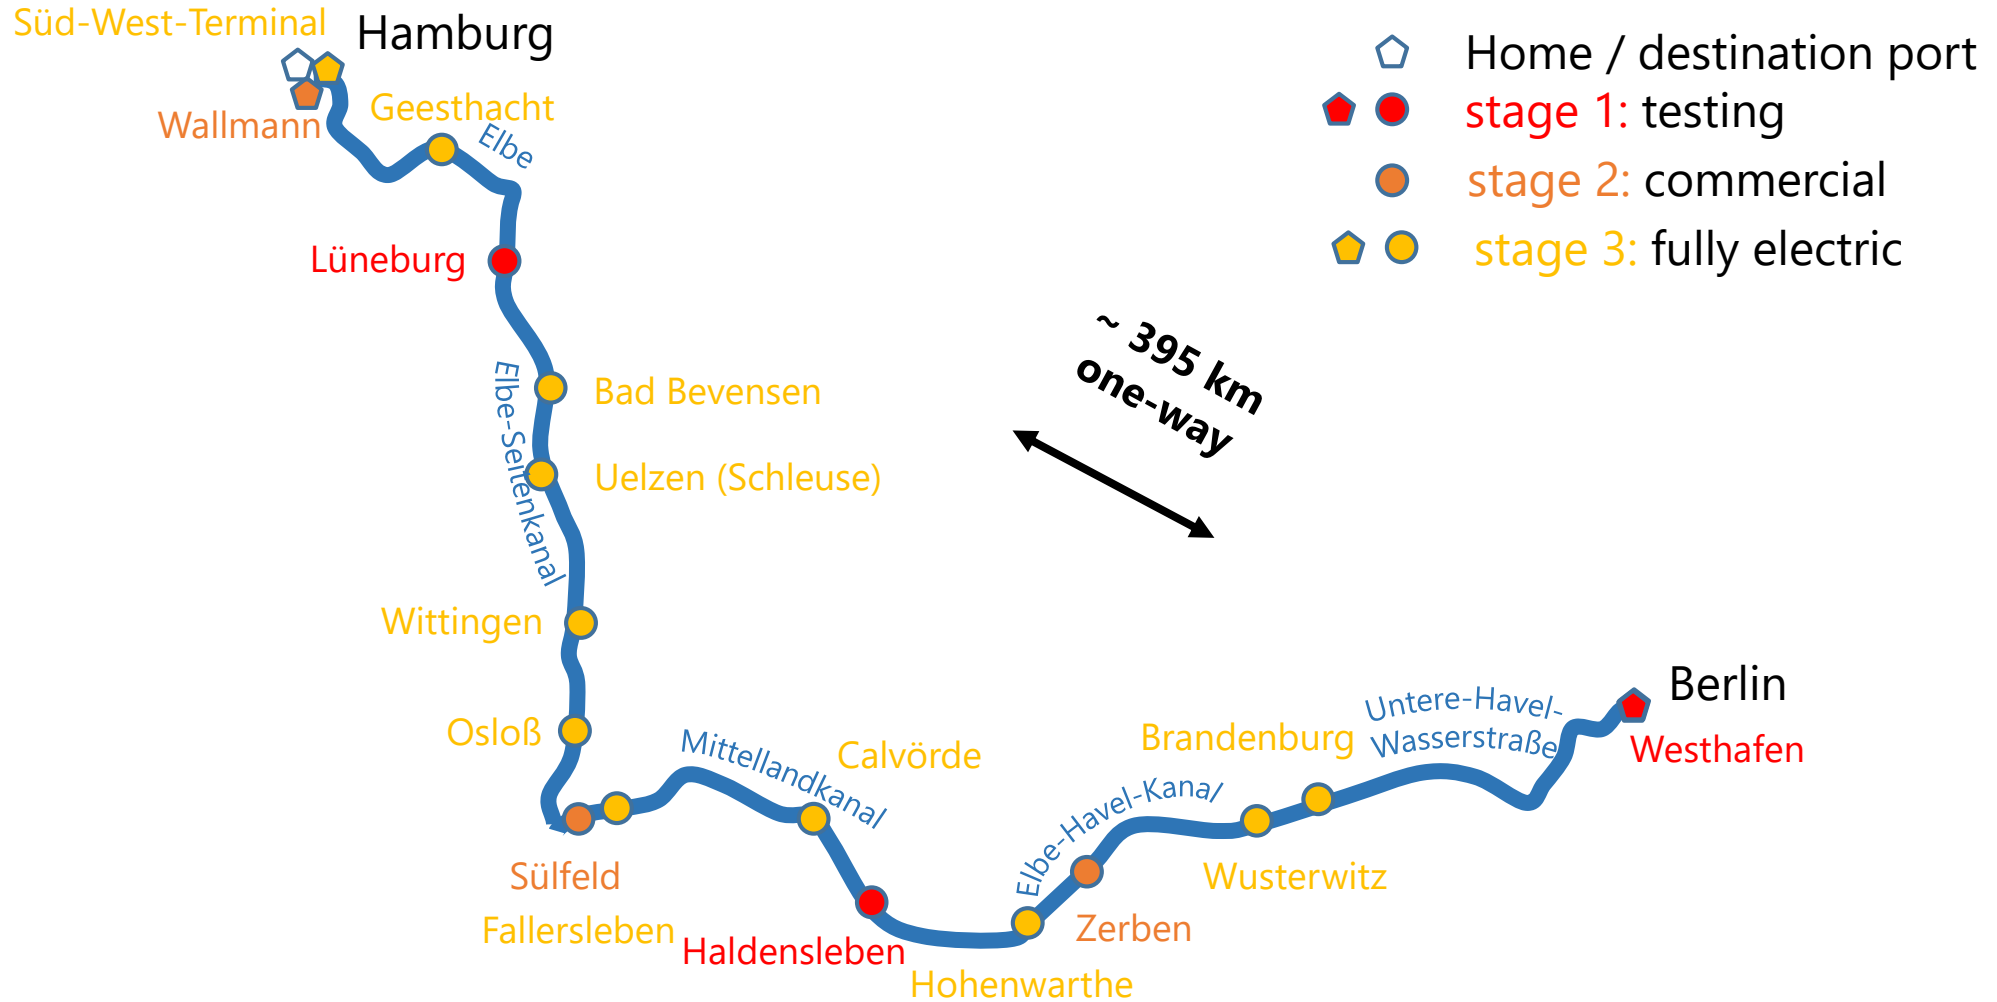 Süd-West-Terminal
Hamburg
Wallmann
Geesthacht
Elbe
Lüneburg
Elbe-Seitenkanal
Bad Bevensen
Uelzen (Schleuse)
Wittingen
Osloß
Sülfeld
Fallersleben
Mittellandkanal
Calvörde
Haldensleben
Hohenwarthe
Elbe-Havel-Kanal
Zerben
Wusterwitz
Brandenburg
Untere-Havel-
Wasserstraße
Berlin
Westhafen
~ 395 km
one-way
Home / destination port
stage 1: testing
stage 2: commercial
stage 3: fully electric